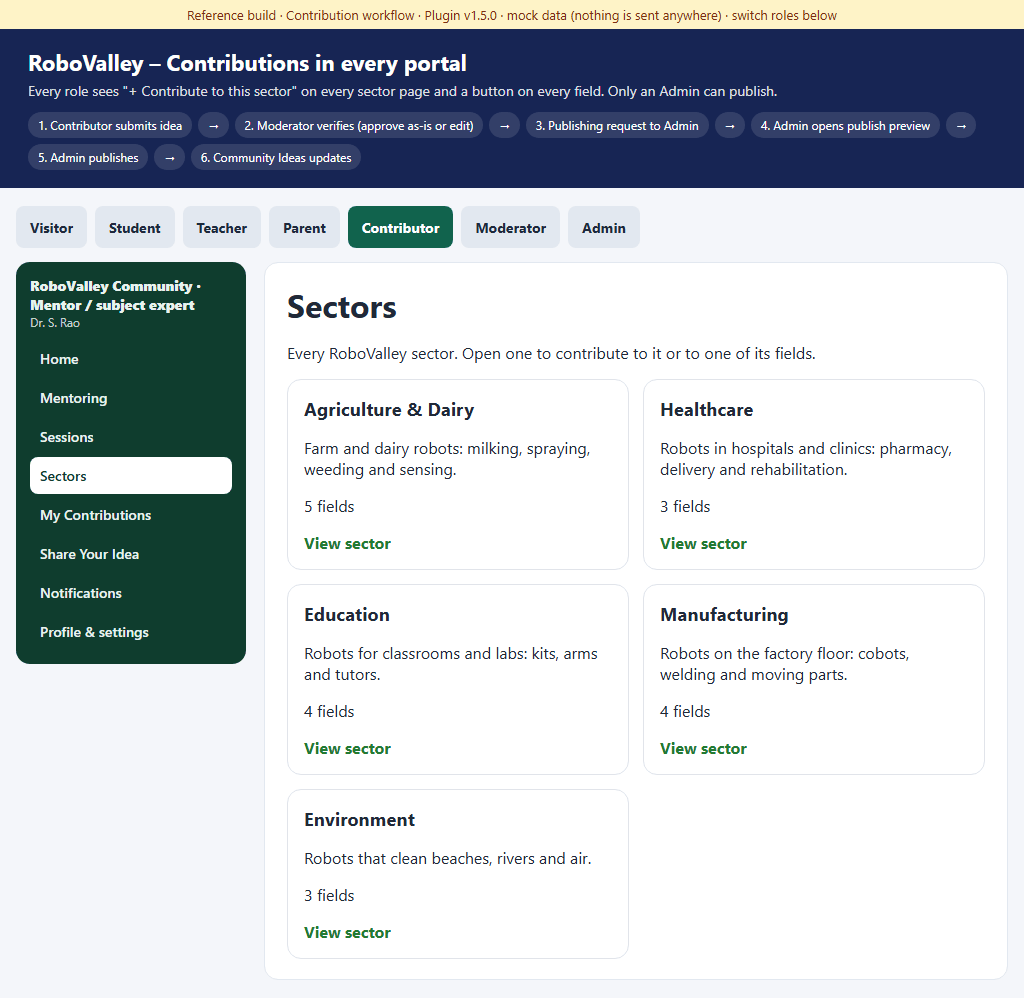 Reference build · Contribution workflow · Plugin v1.5.0 · mock data (nothing is sent anywhere) · switch roles below
RoboValley – Contributions in every portal
Every role sees "+ Contribute to this sector" on every sector page and a button on every field. Only an Admin can publish.
1. Contributor submits idea → 2. Moderator verifies (approve as-is or edit) → 3. Publishing request to Admin → 4. Admin opens publish preview →
5. Admin publishes → 6. Community Ideas updates
Visitor Student Teacher Parent Contributor Moderator Admin
RoboValley Community ·
Mentor / subject expert
Dr. S. Rao
Home
Mentoring
Sessions
Sectors
My Contributions
Share Your Idea
Notifications
Profile & settings
Sectors
Every RoboValley sector. Open one to contribute to it or to one of its fields.
Agriculture & Dairy
Farm and dairy robots: milking, spraying,
weeding and sensing.
5 fields
View sector
Healthcare
Robots in hospitals and clinics: pharmacy,
delivery and rehabilitation.
3 fields
View sector
Education
Robots for classrooms and labs: kits, arms
and tutors.
4 fields
View sector
Manufacturing
Robots on the factory floor: cobots,
welding and moving parts.
4 fields
View sector
Environment
Robots that clean beaches, rivers and air.
3 fields
View sector